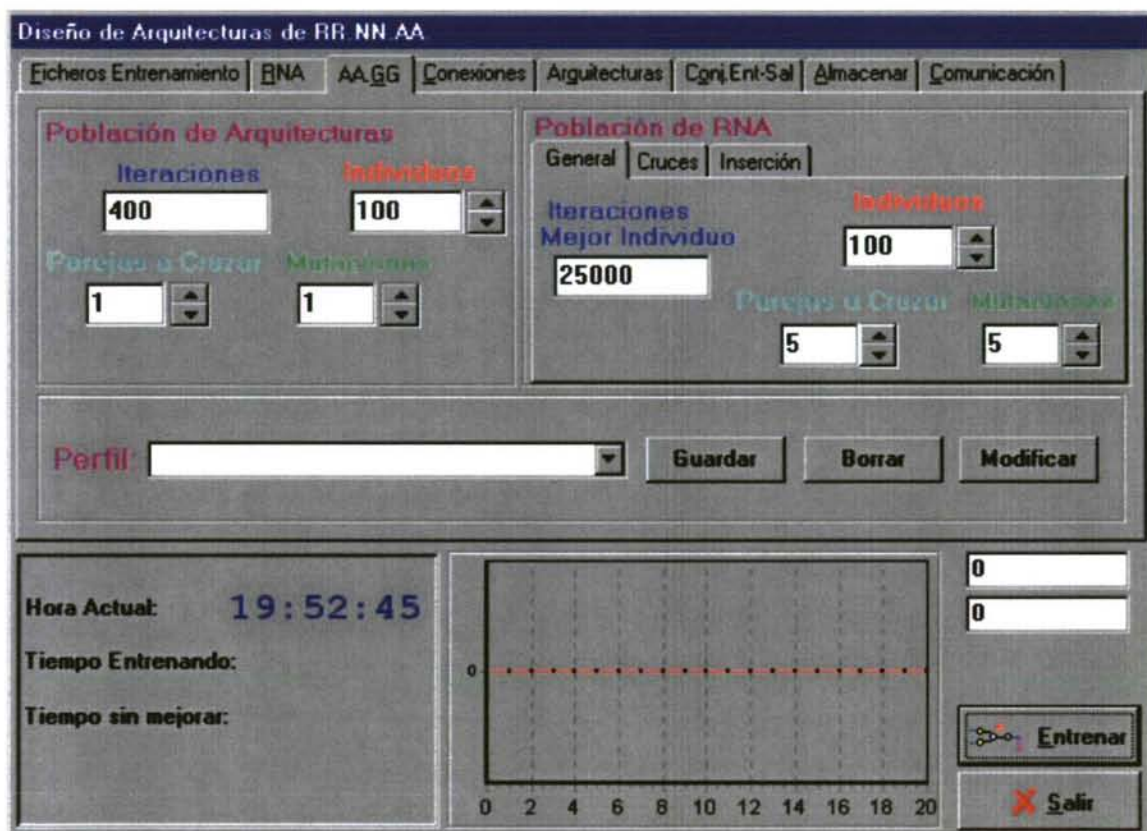 Diseño de Arquitecturas de RR.NN.AA
Ficheros Entrenamiento RNA AA.GG Conexiones Arguitecturas Conj.Ent-Sal Almacenar Comunicación
Población de Arquitecturas
Iteraciones Individuos
400 100
Parejas a Cruzar Mutaciones
1 1
Población de RNA
General Cruces Inserción
Iteraciones
Mejor Individuo
Individuos
25000
100
Parejas a Cruzar Mutaciones
5 5
Perfil: Guardar Borrar Modificar
Hora Actual: 19:52:45
Tiempo Entrenando:
Tiempo sin mejorar:
0
0 2 4 6 8 10 12 14 16 18 20
0
0
Entrenar
Salir